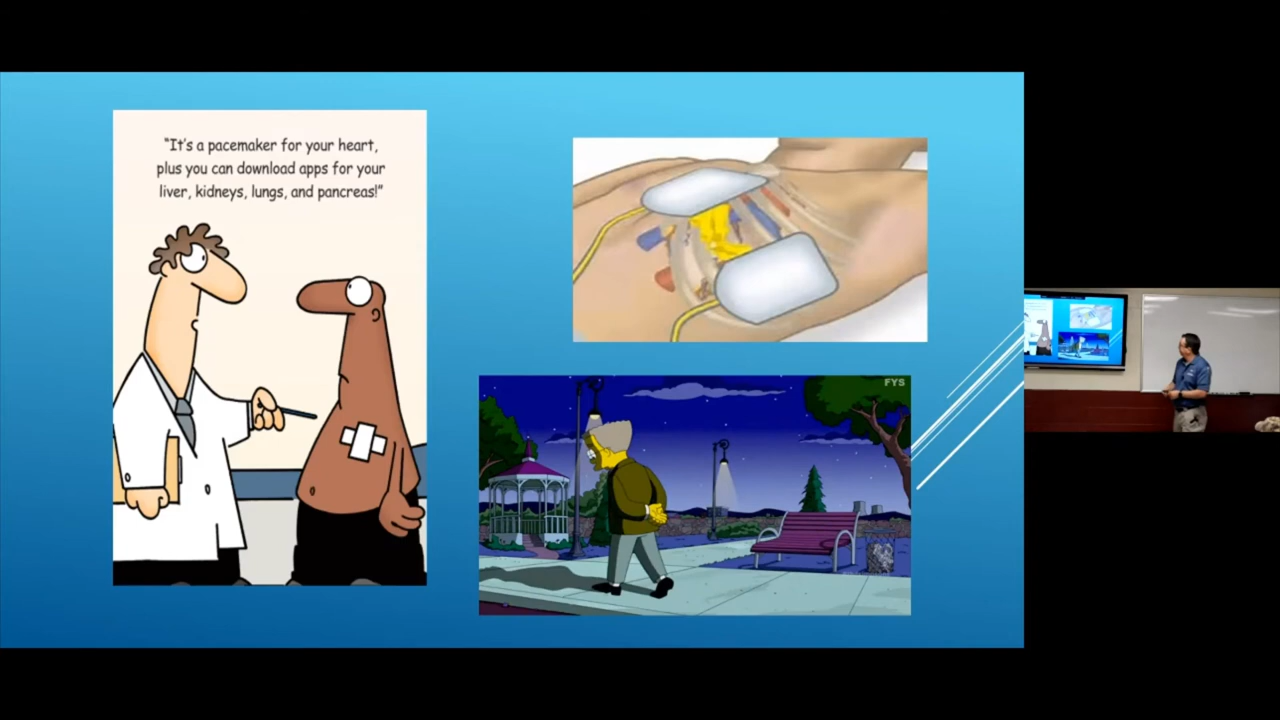 “It's a pacemaker for your heart,
plus you can download apps for your
liver, kidneys, lungs, and pancreas!”
FYS